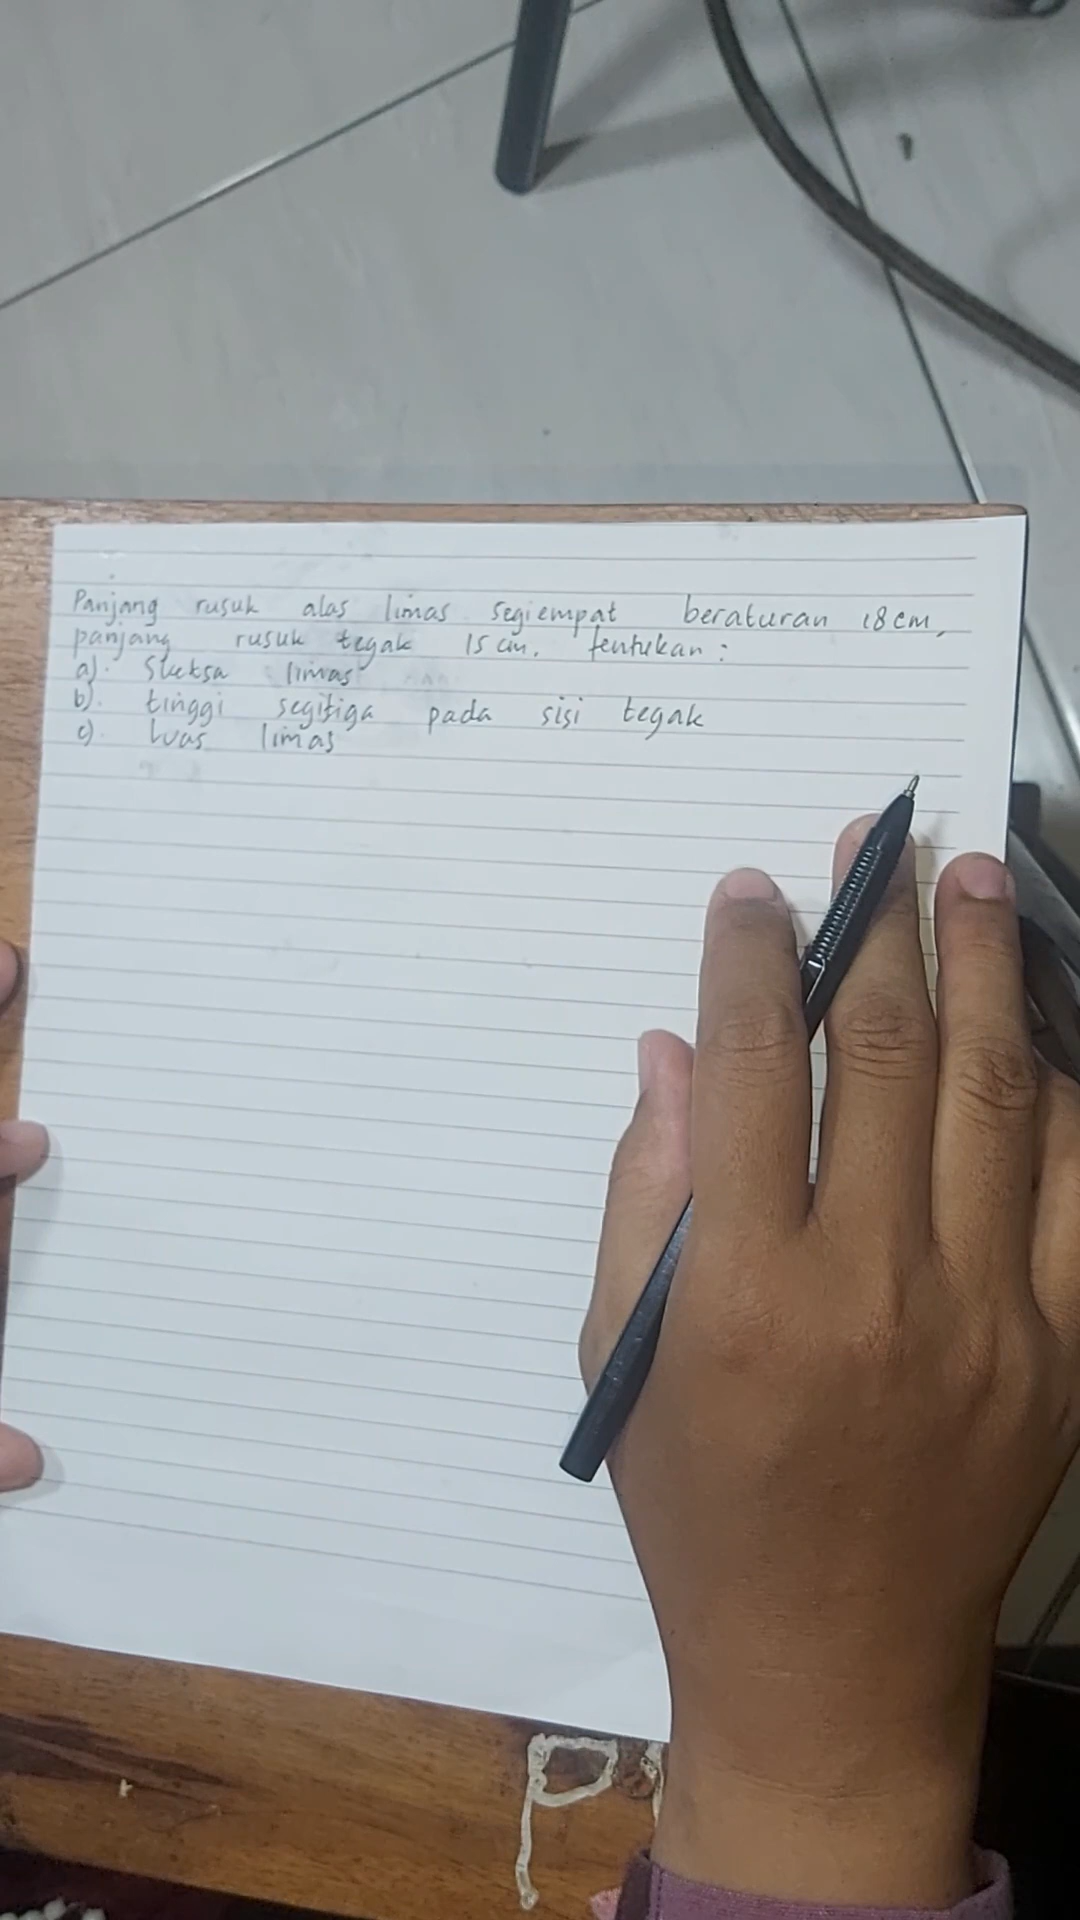 Panjang rusuk alas limas segiempat beraturan 18 cm,
panjang rusuk tegak 15 cm. tentukan :
a). Sketsa limas
b). tinggi segitiga pada sisi tegak
c). luas limas
P